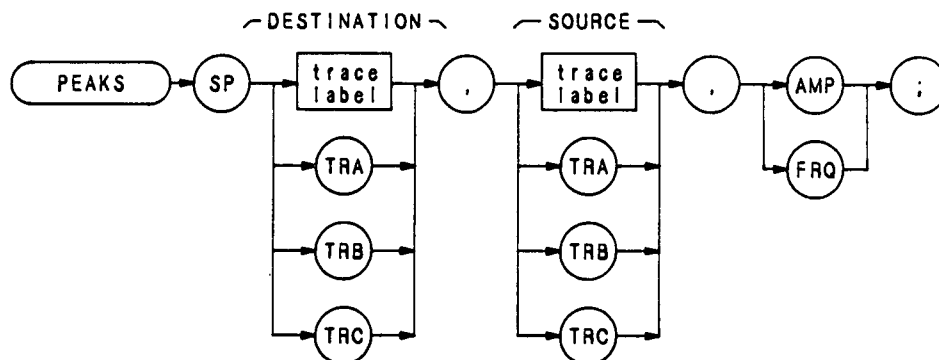 DESTINATION SOURCE
PEAKS SP trace label , trace label , AMP ;
TRA TRA FRQ
TRB TRB
TRC TRC